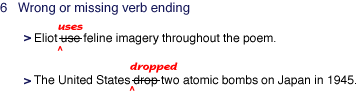 6 Wrong or missing verb ending
uses
> Eliot use feline imagery throughout the poem.
^
dropped
> The United States drop two atomic bombs on Japan in 1945.
^